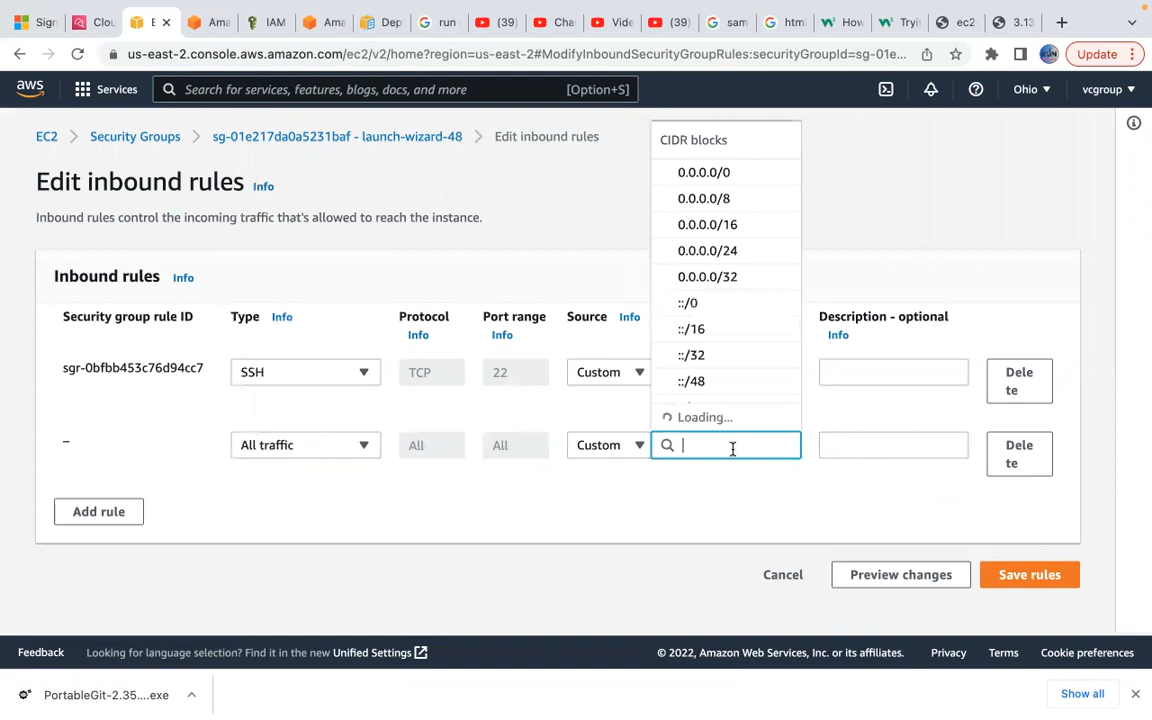 Sign
Clou
E
Ama
IAM
Ama
Dep
run
(39)
Cha
Vide
(39)
sam
html
How
Tryi
ec2
3.13
us-east-2.console.aws.amazon.com/ec2/v2/home?region=us-east-2#ModifyInboundSecurityGroupRules:securityGroupId=sg-01e...
Update
aws
Services
Search for services, features, blogs, docs, and more
[Option+S]
Ohio
vcgroup
EC2
Security Groups
sg-01e217da0a5231baf - launch-wizard-48
Edit inbound rules
Edit inbound rules Info
Inbound rules control the incoming traffic that's allowed to reach the instance.
CIDR blocks
0.0.0.0/0
0.0.0.0/8
0.0.0.0/16
0.0.0.0/24
0.0.0.0/32
::/0
::/16
::/32
::/48
Loading...
Inbound rules Info
Security group rule ID
Type Info
Protocol Info
Port range Info
Source Info
Description - optional
Info
sgr-0bfbb453c76d94cc7
SSH
TCP
22
Custom
Dele
te
–
All traffic
All
All
Custom
Dele
te
Add rule
Cancel
Preview changes
Save rules
Feedback
Looking for language selection? Find it in the new Unified Settings
© 2022, Amazon Web Services, Inc. or its affiliates.
Privacy
Terms
Cookie preferences
PortableGit-2.35....exe
Show all